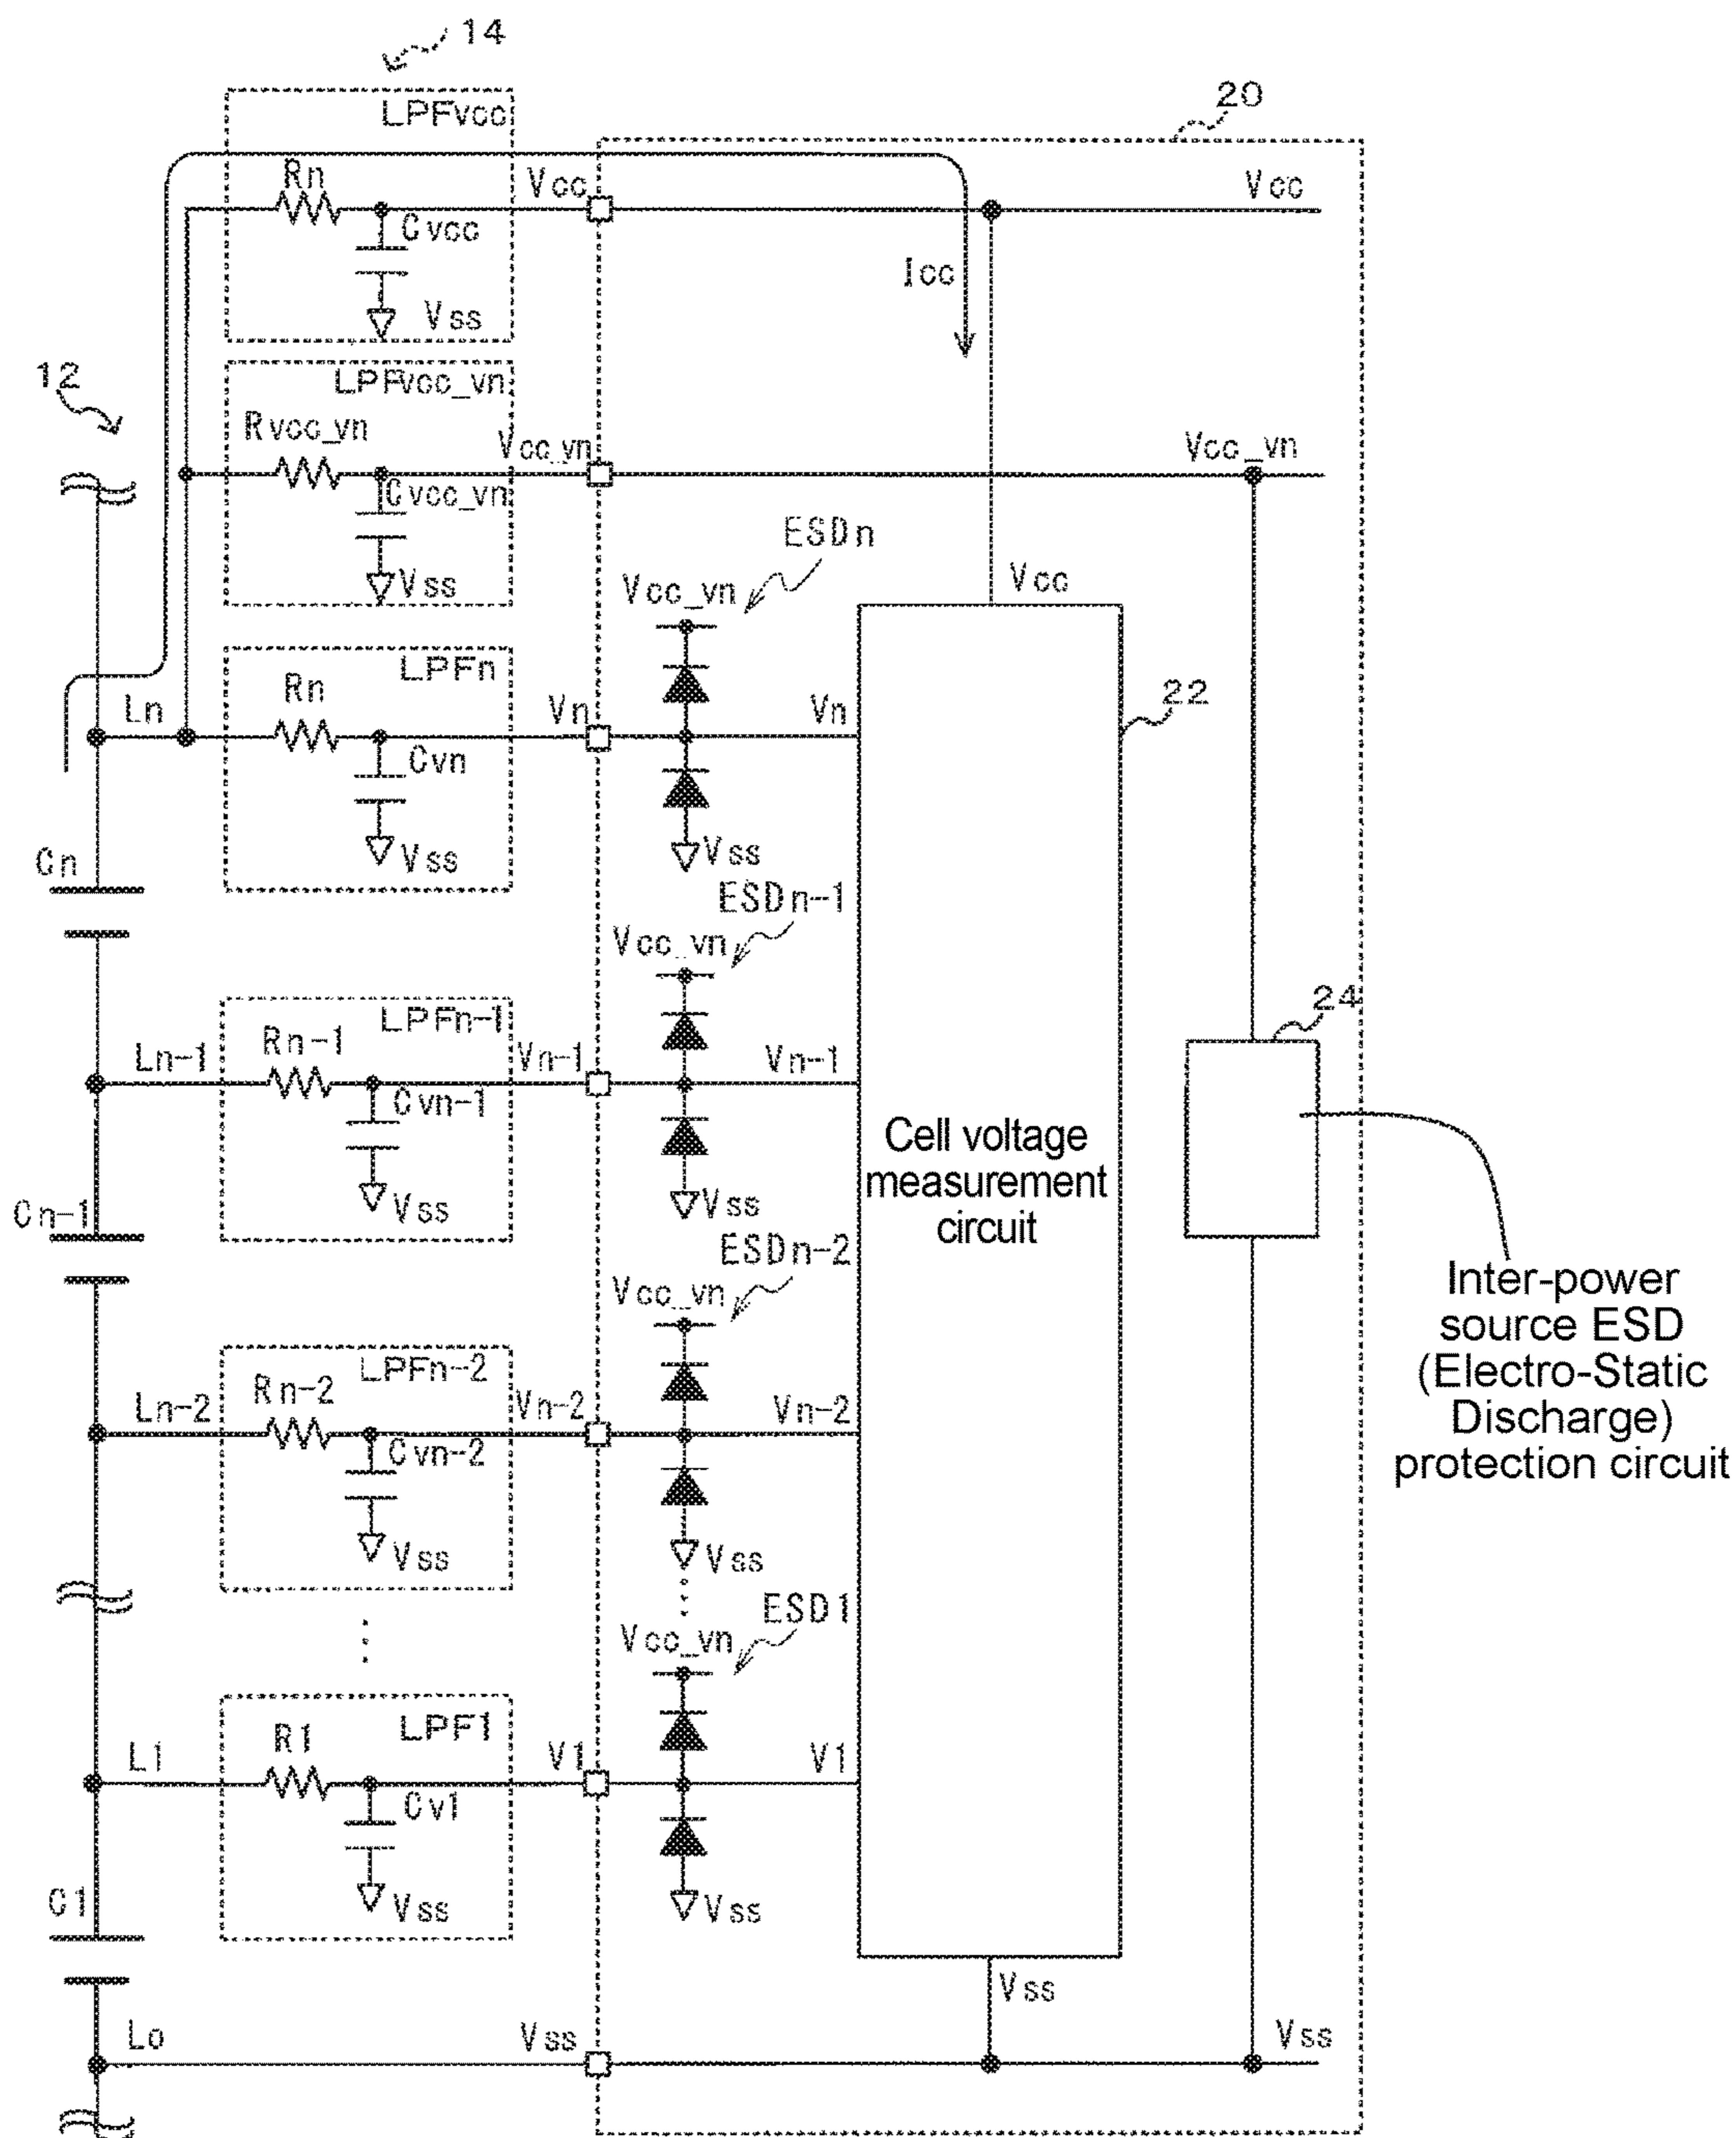 14
LPFvcc
20
Rn
Vcc
Vcc
Cvcc
Icc
Vss
12
LPFvcc_vn
Rvcc_vn
Vcc_vn
Vcc_vn
Cvcc_vn
ESDn
Vss
Vcc_vn
Vcc
LPFn
Rn
Ln
Vn
Vn
22
Cvn
Cn
Vss
Vss
ESDn-1
Vcc_vn
LPFn-1
24
Rn-1
Ln-1
Vn-1
Vn-1
Cvn-1
Cell voltage
measurement
circuit
Vss
Vss
Cn-1
ESDn-2
Vcc_vn
Inter-power
source ESD
(Electro-Static
Discharge)
protection circuit
LPFn-2
Rn-2
Ln-2
Vn-2
Vn-2
Cvn-2
Vss
Vss
ESD1
Vcc_vn
LPF1
R1
L1
V1
V1
Cv1
C1
Vss
Vss
Vss
Lo
Vss
Vss